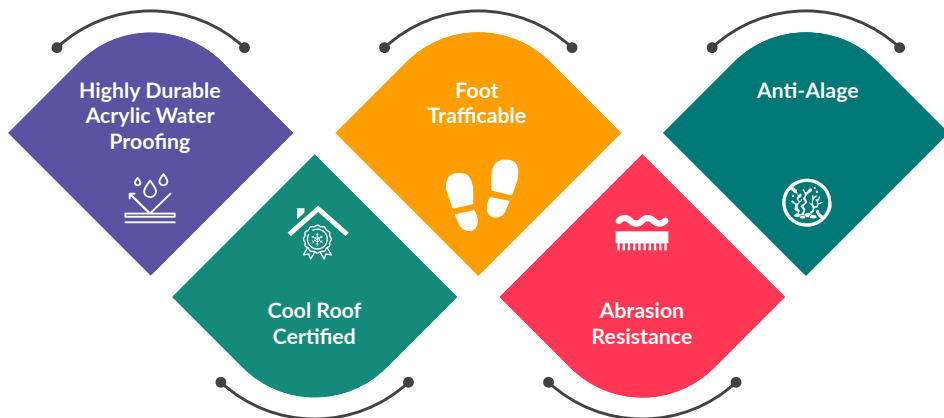 Highly Durable
Acrylic Water
Proofing
Foot
Trafficable
Anti-Alage
Cool Roof
Certified
Abrasion
Resistance